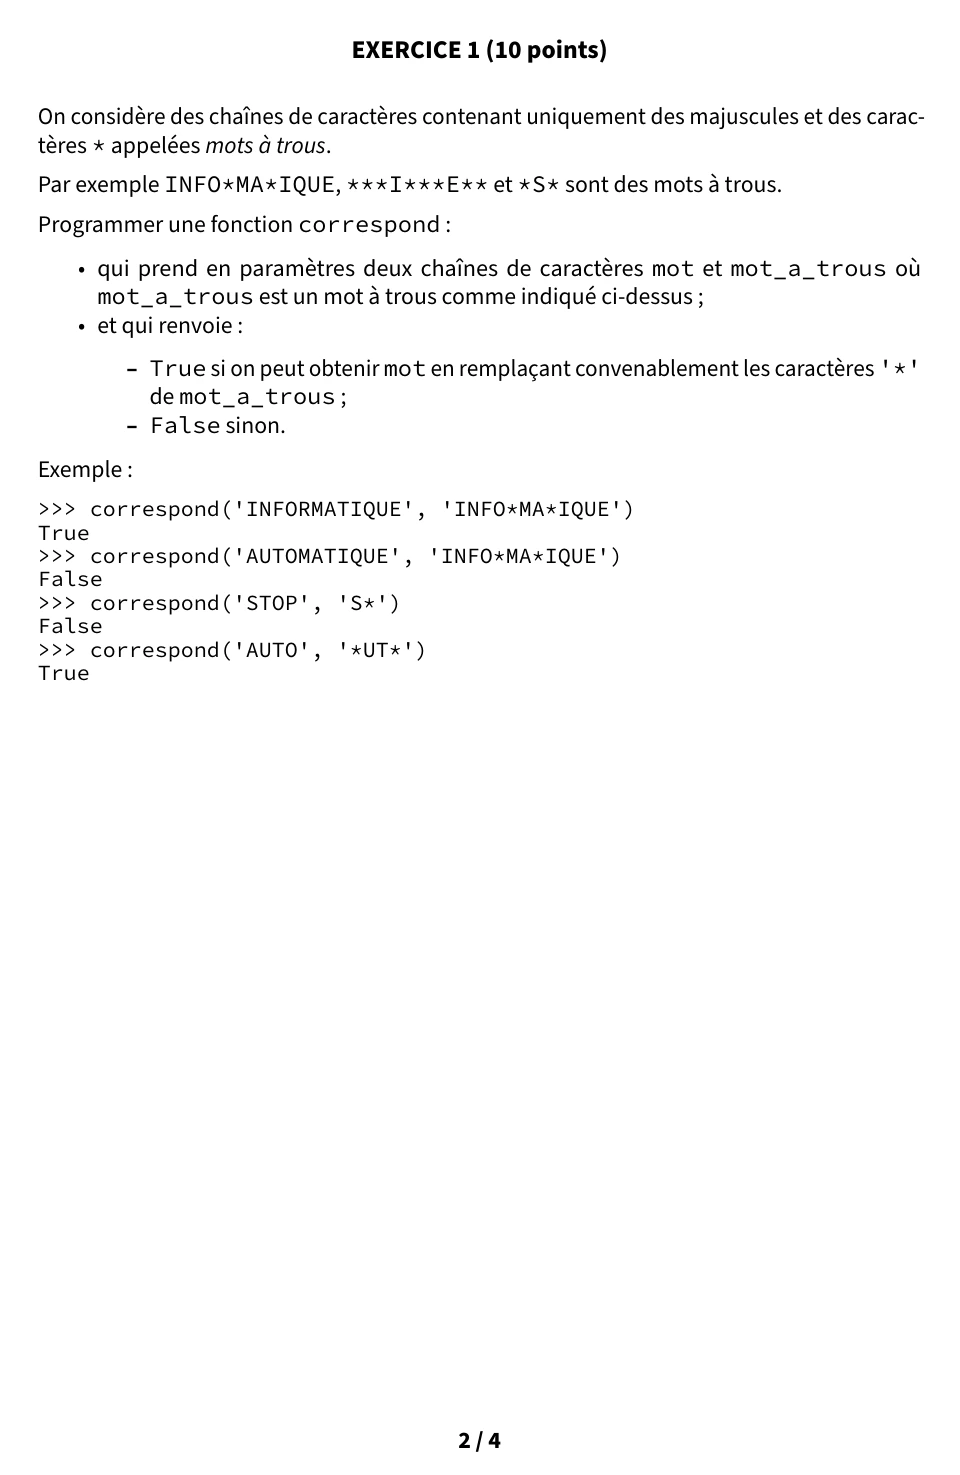 EXERCICE 1 (10 points)
On considère des chaînes de caractères contenant uniquement des majuscules et des carac-
tères * appelées mots à trous.
Par exemple INFO*MA*IQUE, ***I***E** et *S* sont des mots à trous.
Programmer une fonction correspond :
• qui prend en paramètres deux chaînes de caractères mot et mot_a_trous où
mot_a_trous est un mot à trous comme indiqué ci-dessus ;
• et qui renvoie :
– True si on peut obtenir mot en remplaçant convenablement les caractères '*'
de mot_a_trous ;
– False sinon.
Exemple :
>>> correspond('INFORMATIQUE', 'INFO*MA*IQUE')
True
>>> correspond('AUTOMATIQUE', 'INFO*MA*IQUE')
False
>>> correspond('STOP', 'S*')
False
>>> correspond('AUTO', '*UT*')
True
2 / 4